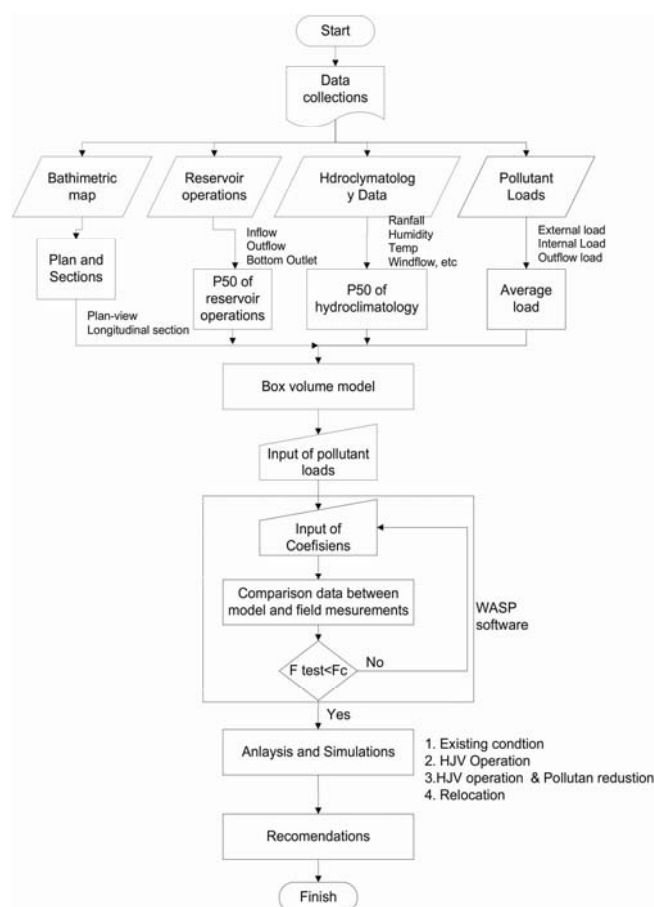 Start
Data
collections
Bathimetric
map
Reservoir
operations
Hdroclymatolog
y Data
Pollutant
Loads
Inflow
Outflow
Bottom Outlet
Ranfall
Humidity
Temp
Windflow, etc
External load
Internal Load
Outflow load
Plan and
Sections
P50 of
reservoir
operations
P50 of
hydroclimatology
Average
load
Plan-view
Longitudinal section
Box volume model
Input of pollutant
loads
Input of
Coefisiens
Comparison data between
model and field mesurements
WASP
software
F test<Fc
No
Yes
Anlaysis and Simulations
1. Existing condtion
2. HJV Operation
3.HJV operation & Pollutan redustion
4. Relocation
Recomendations
Finish